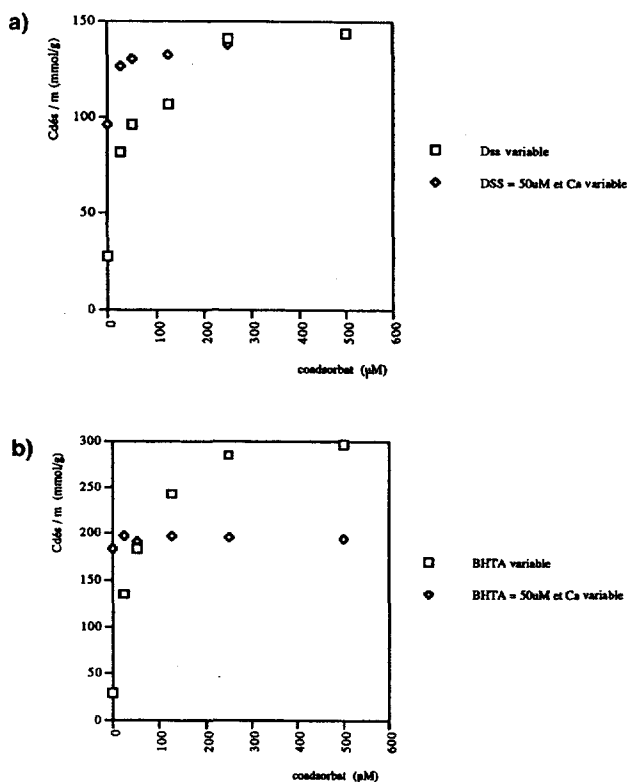 a)
Cdés / m (mmol/g)
150
100
50
0
0 100 200 300 400 500 600
coadsorbat (µM)
Dss variable
DSS = 50uM et Ca variable
b)
Cdés / m (mmol/g)
300
250
200
150
100
50
0
0 100 200 300 400 500 600
coadsorbat (µM)
BHTA variable
BHTA = 50uM et Ca variable